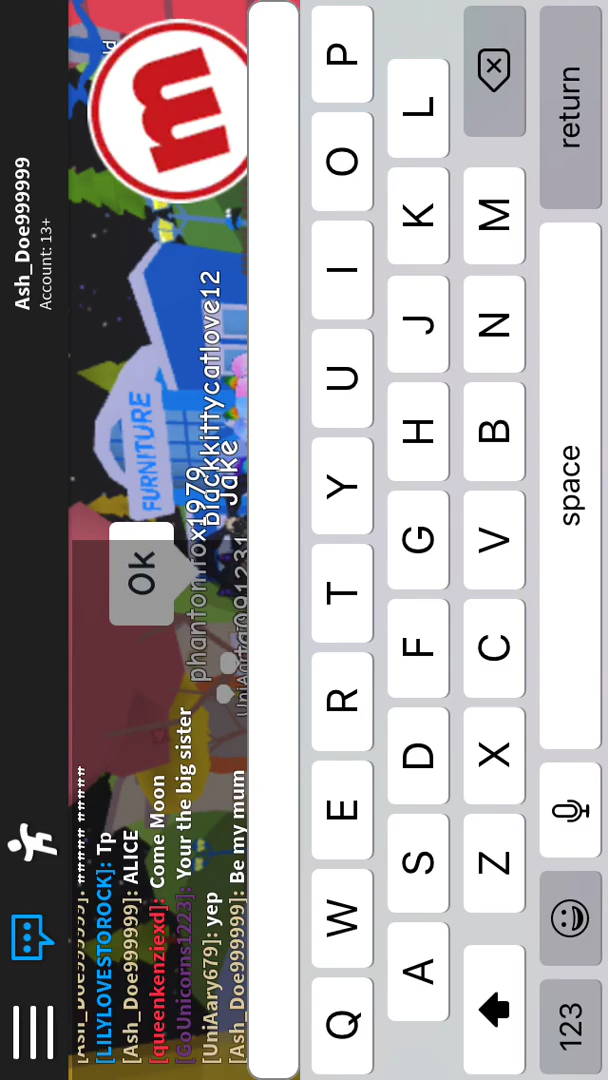 Ash_Doe999999
Account: 13+
[Ash_Doe999999]: ##### #####
[LILYLOVESTOROCK]: Tp
[Ash_Doe999999]: ALICE
[queenkenziexd]: Come Moon
[GoUnicorns1223]: Your the big sister
[UniAary679]: yep
[Ash_Doe999999]: Be my mum
Ok
FURNITURE
m
phantomfox1979
blackkittycatlove12
Jake
Q W E R T Y U I O P
A S D F G H J K L
Z X C V B N M
123 space return